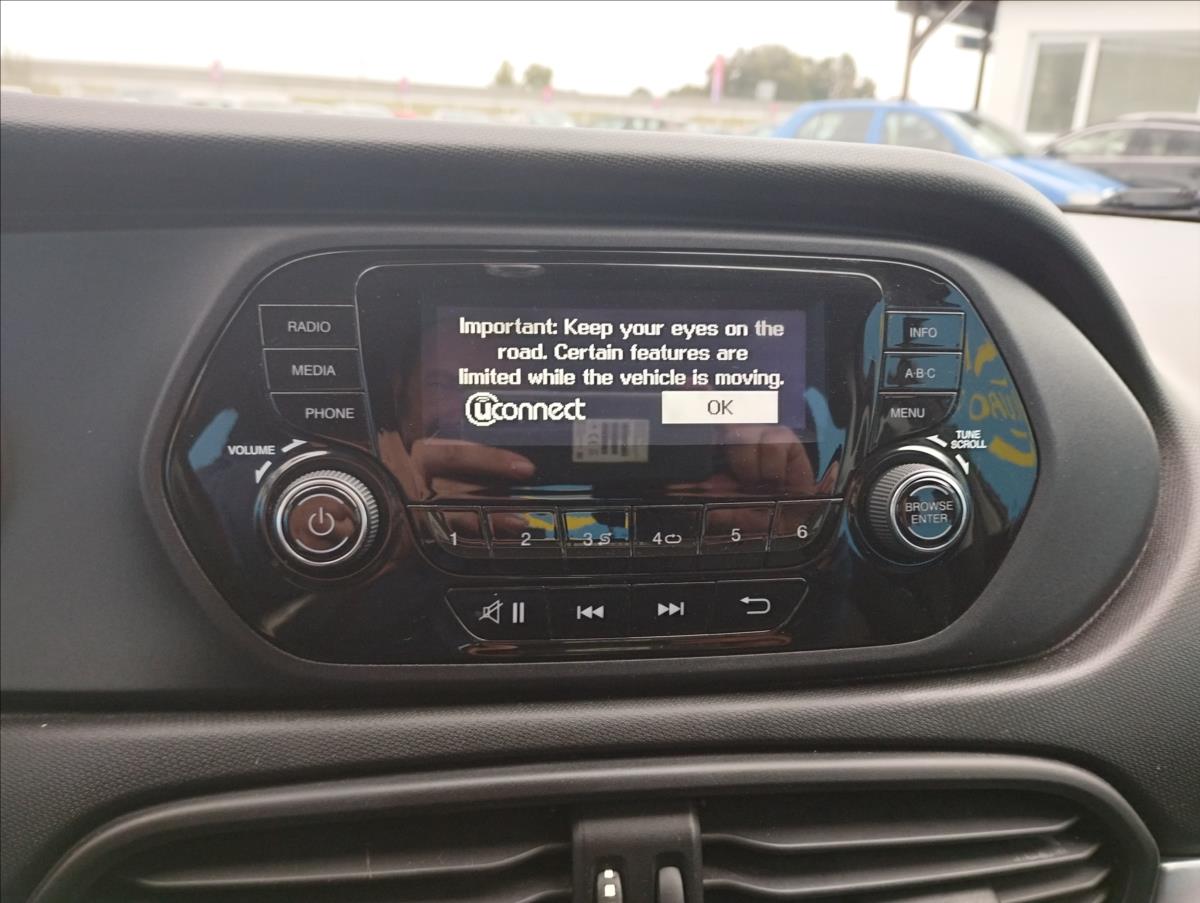 RADIO
MEDIA
PHONE
VOLUME
Important: Keep your eyes on the
road. Certain features are
limited while the vehicle is moving.
uconnect
OK
INFO
A·B·C
MENU
TUNE
SCROLL
BROWSE
ENTER
1
2
3
4
5
6